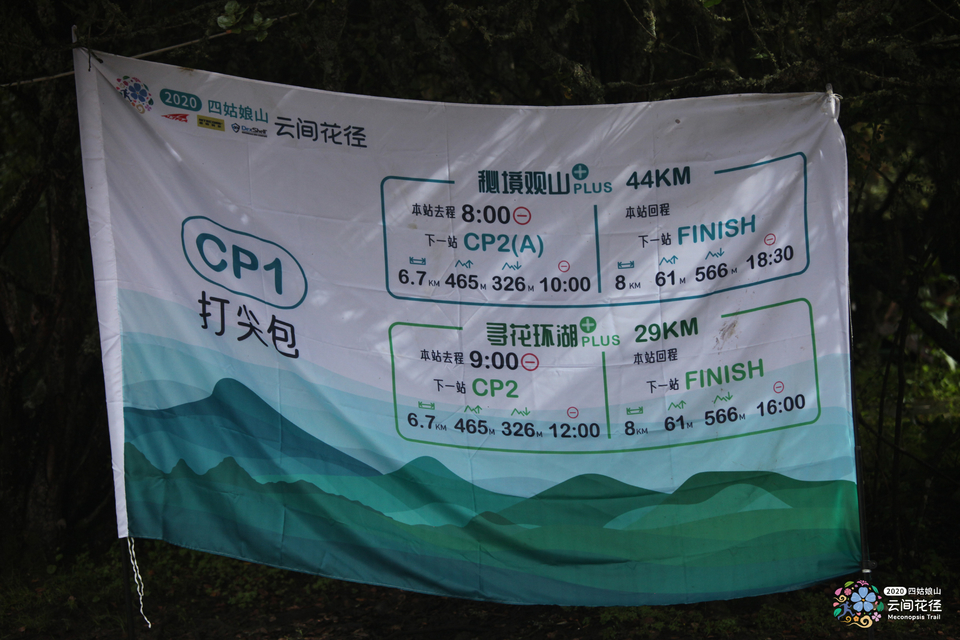 2020 四姑娘山
DryShell 云间花径
CP1
打尖包
秘境观山+PLUS 44KM
本站去程 8:00
下一站 CP2(A)
6.7KM 465M 326M 10:00
本站回程
下一站 FINISH
8KM 61M 566M 18:30
寻花环湖+PLUS 29KM
本站去程 9:00
下一站 CP2
6.7KM 465M 326M 12:00
本站回程
下一站 FINISH
8KM 61M 566M 16:00
2020 四姑娘山
云间花径
Meconopsis Trail